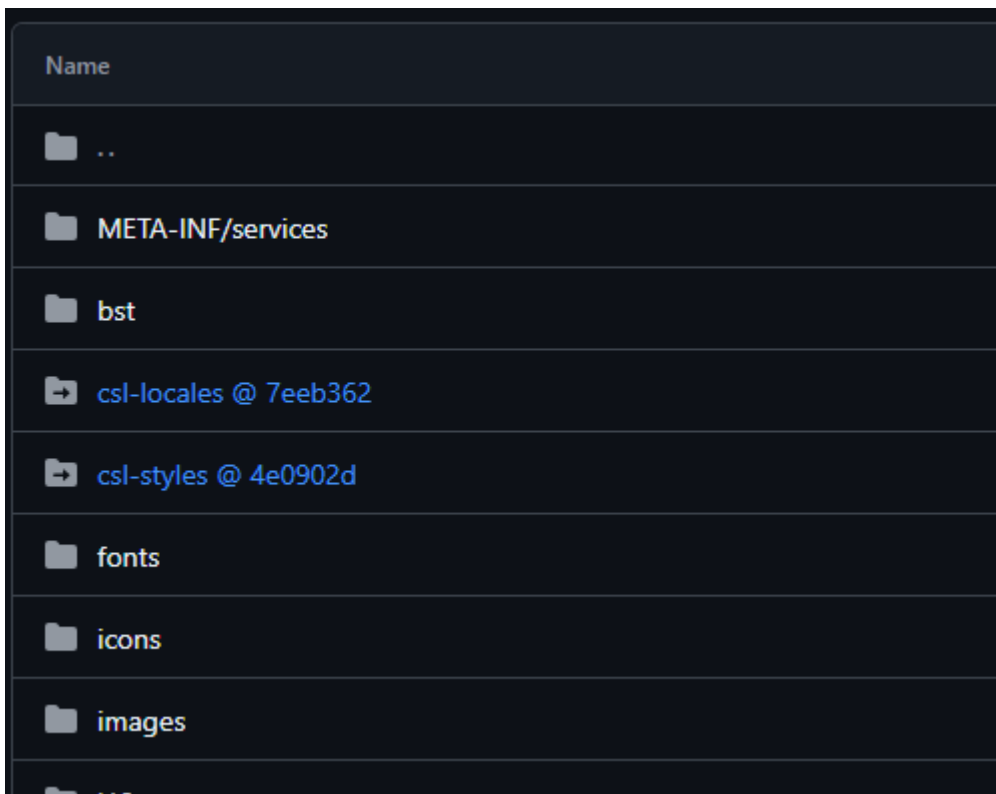 Name
..
META-INF/services
bst
csl-locales @ 7eeb362
csl-styles @ 4e0902d
fonts
icons
images